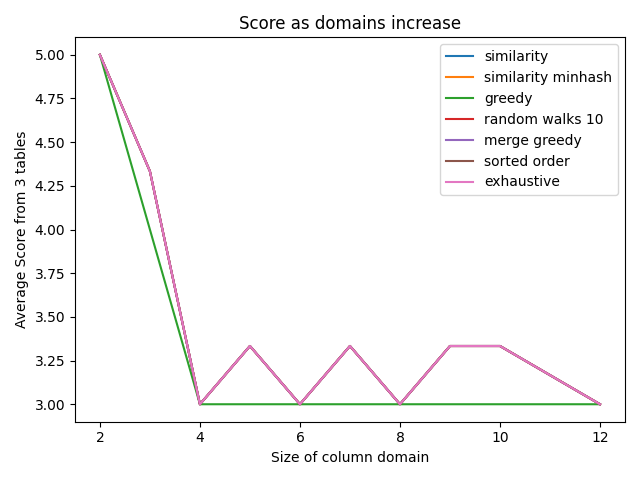 Score as domains increase
5.00
4.75
4.50
4.25
4.00
3.75
3.50
3.25
3.00
Average Score from 3 tables
similarity
similarity minhash
greedy
random walks 10
merge greedy
sorted order
exhaustive
2 4 6 8 10 12
Size of column domain